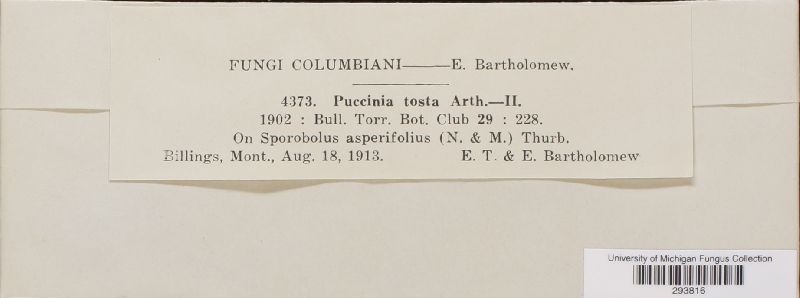 FUNGI COLUMBIANI——E. Bartholomew.
4373. Puccinia tosta Arth.—II.
1902 : Bull. Torr. Bot. Club 29 : 228.
On Sporobolus asperifolius (N. & M.) Thurb.
Billings, Mont., Aug. 18, 1913. E. T. & E. Bartholomew
University of Michigan Fungus Collection
293816